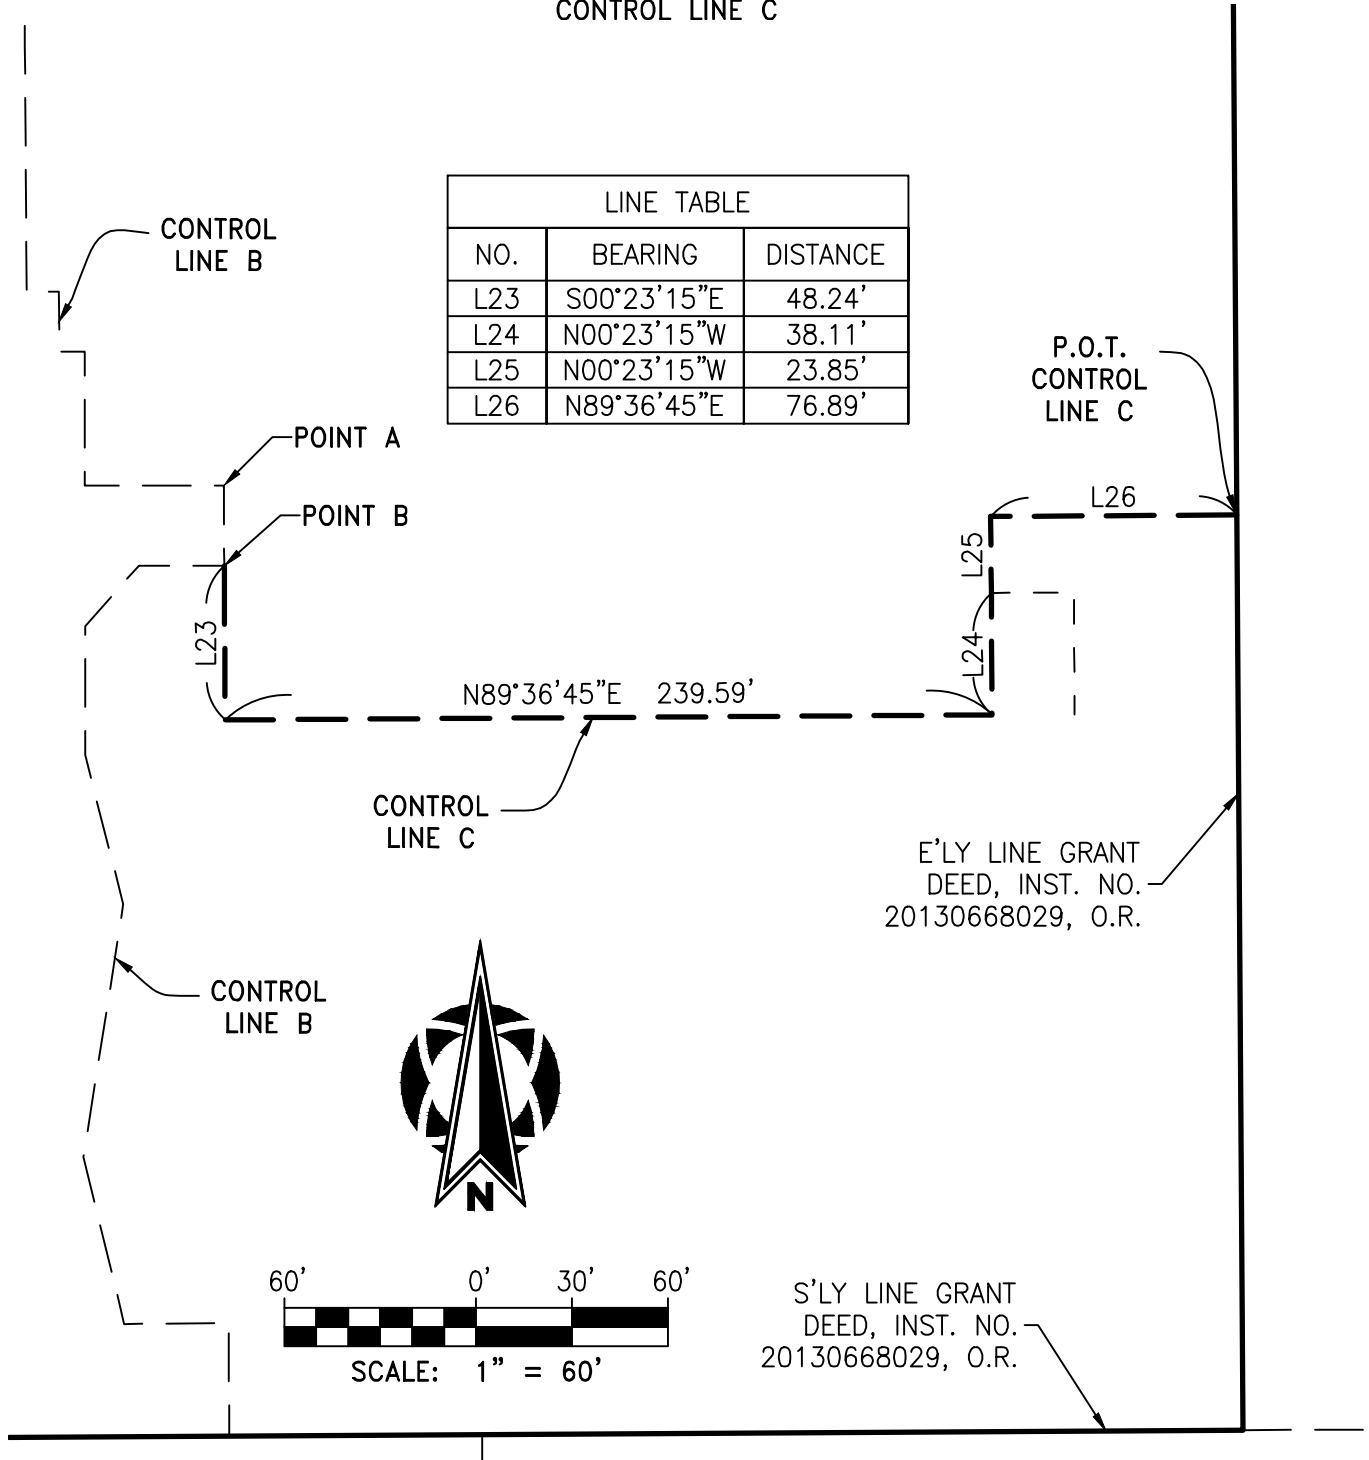 CONTROL LINE C
CONTROL
LINE B
LINE TABLE
NO. BEARING DISTANCE
L23 S00°23'15"E 48.24'
L24 N00°23'15"W 38.11'
L25 N00°23'15"W 23.85'
L26 N89°36'45"E 76.89'
P.O.T.
CONTROL
LINE C
POINT A
POINT B
L26
L25
L23
L24
N89°36'45"E 239.59'
CONTROL
LINE C
E'LY LINE GRANT
DEED, INST. NO.
20130668029, O.R.
CONTROL
LINE B
N
60' 0' 30' 60'
SCALE: 1" = 60'
S'LY LINE GRANT
DEED, INST. NO.
20130668029, O.R.